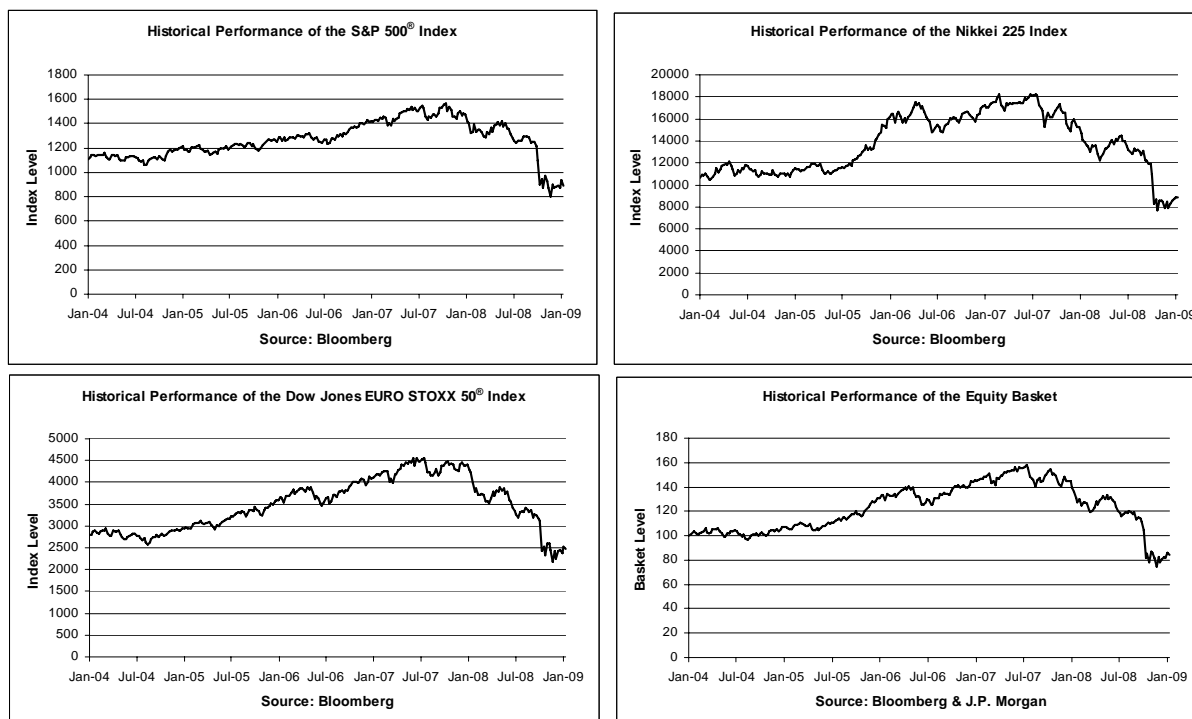 Historical Performance of the S&P 500® Index
1800
1600
1400
1200
1000
800
600
400
200
0
Index Level
Jan-04 Jul-04 Jan-05 Jul-05 Jan-06 Jul-06 Jan-07 Jul-07 Jan-08 Jul-08 Jan-09
Source: Bloomberg
Historical Performance of the Nikkei 225 Index
20000
18000
16000
14000
12000
10000
8000
6000
4000
2000
0
Index Level
Jan-04 Jul-04 Jan-05 Jul-05 Jan-06 Jul-06 Jan-07 Jul-07 Jan-08 Jul-08 Jan-09
Source: Bloomberg
Historical Performance of the Dow Jones EURO STOXX 50® Index
5000
4500
4000
3500
3000
2500
2000
1500
1000
500
0
Index Level
Jan-04 Jul-04 Jan-05 Jul-05 Jan-06 Jul-06 Jan-07 Jul-07 Jan-08 Jul-08 Jan-09
Source: Bloomberg
Historical Performance of the Equity Basket
180
160
140
120
100
80
60
40
20
0
Basket Level
Jan-04 Jul-04 Jan-05 Jul-05 Jan-06 Jul-06 Jan-07 Jul-07 Jan-08 Jul-08 Jan-09
Source: Bloomberg & J.P. Morgan